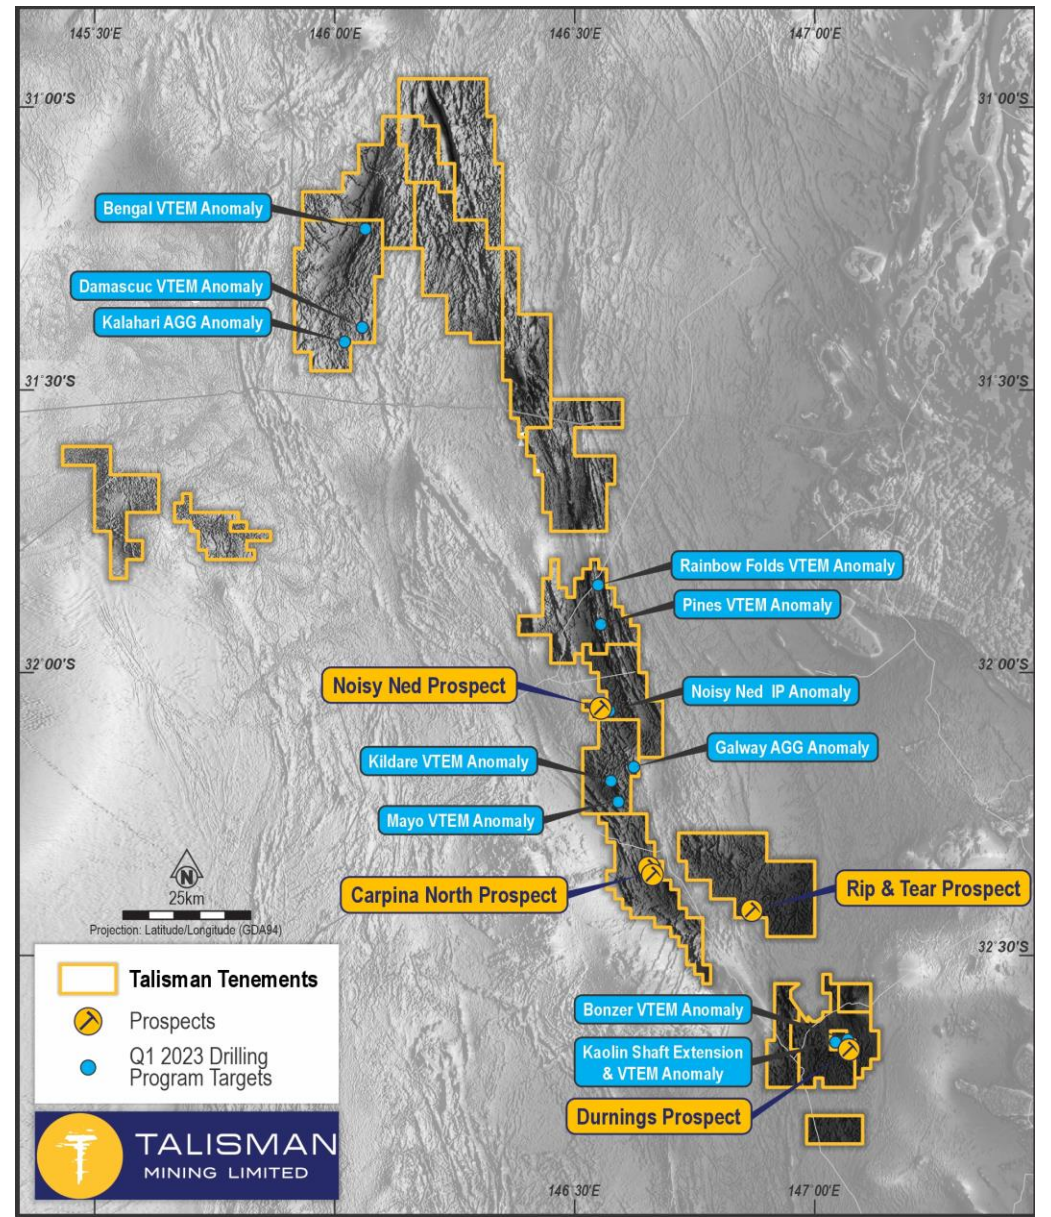 145°30'E
146°00'E
146°30'E
147°00'E
31°00'S
31°00'S
Bengal VTEM Anomaly
Damascuc VTEM Anomaly
Kalahari AGG Anomaly
31°30'S
31°30'S
Rainbow Folds VTEM Anomaly
Pines VTEM Anomaly
32°00'S
32°00'S
Noisy Ned Prospect
Noisy Ned IP Anomaly
Galway AGG Anomaly
Kildare VTEM Anomaly
Mayo VTEM Anomaly
N
25km
Projection: Latitude/Longitude (GDA94)
Carpina North Prospect
Rip & Tear Prospect
32°30'S
Talisman Tenements
Prospects
Q1 2023 Drilling
Program Targets
Bonzer VTEM Anomaly
Kaolin Shaft Extension
& VTEM Anomaly
Durnings Prospect
TALISMAN
MINING LIMITED
146°30'E
147°00'E